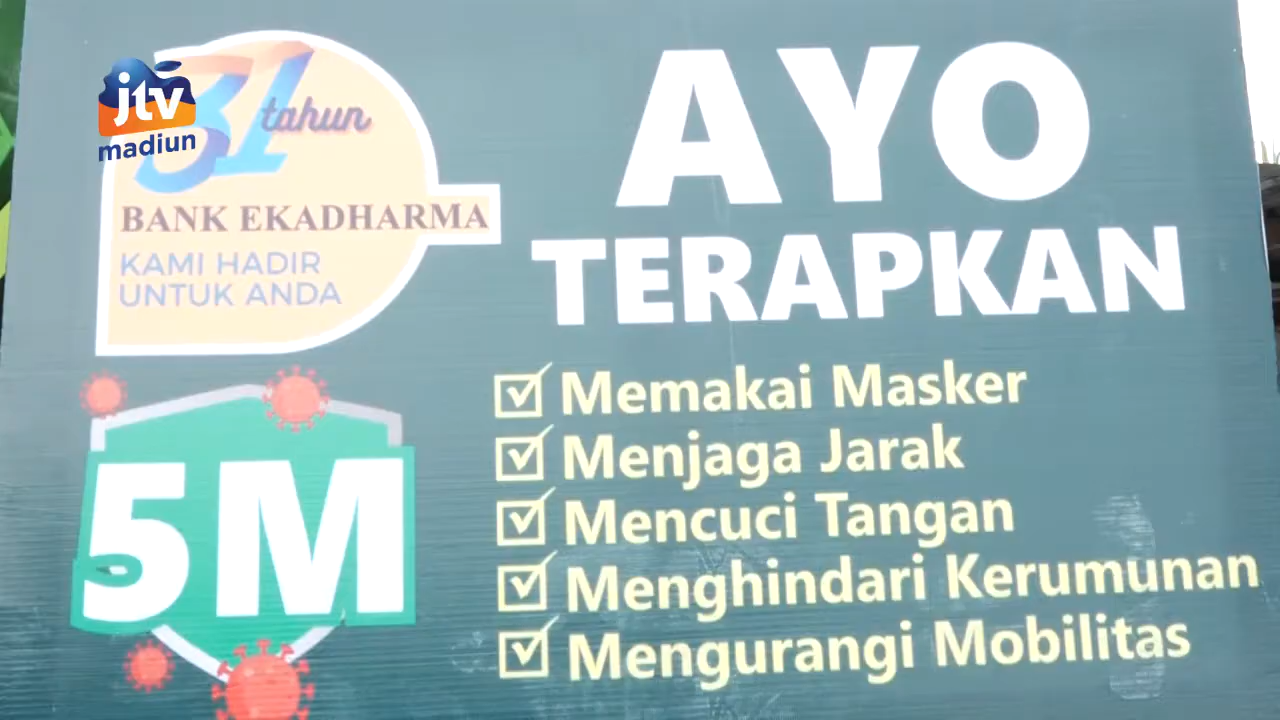 jtv
madiun
31 tahun
BANK EKADHARMA
KAMI HADIR
UNTUK ANDA
AYO
TERAPKAN
5M
Memakai Masker
Menjaga Jarak
Mencuci Tangan
Menghindari Kerumunan
Mengurangi Mobilitas